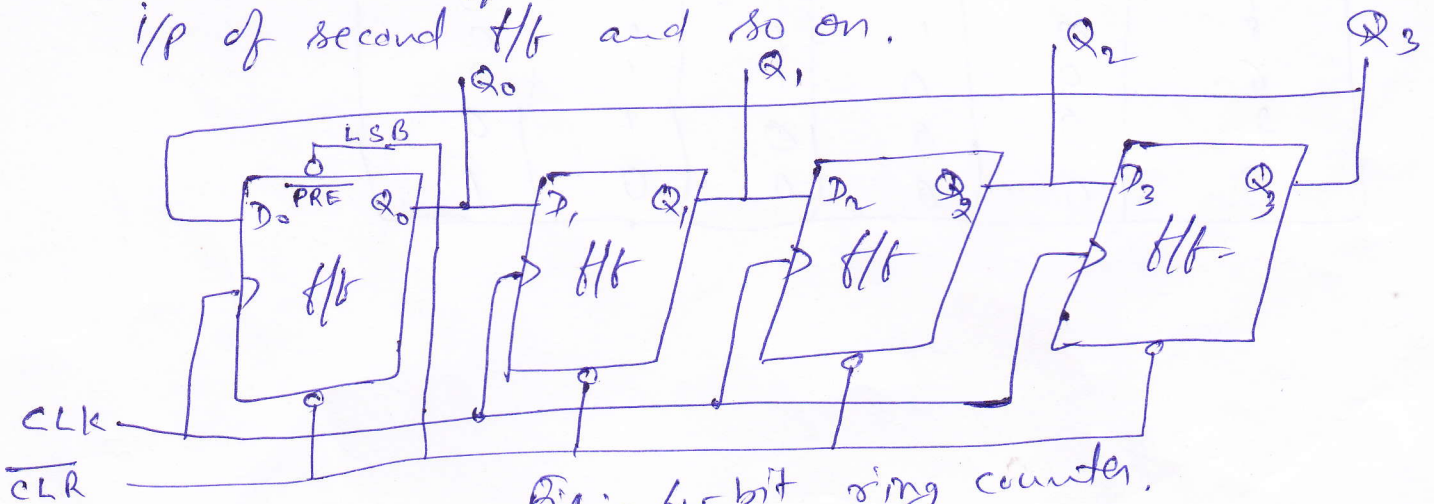 i/p of second f/f and so on.
Q0 Q1 Q2 Q3
LSB
PRE
D0 Q0 D1 Q1 D2 Q2 D3 Q3
f/f f/f f/f f/f
CLK
CLR
Fig: 4-bit ring counter.